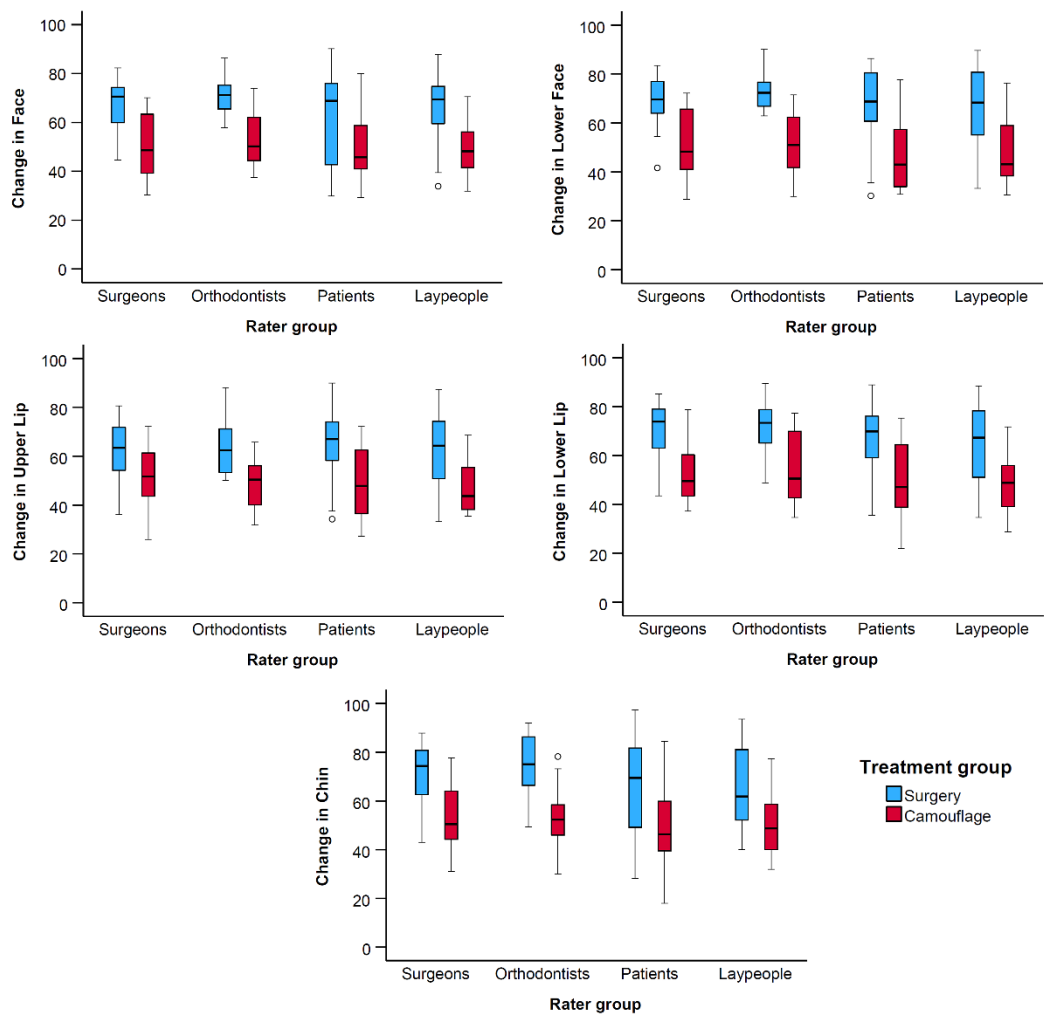 Change in Face
100
80
60
40
20
0
Surgeons Orthodontists Patients Laypeople
Rater group
Change in Lower Face
100
80
60
40
20
0
Surgeons Orthodontists Patients Laypeople
Rater group
Change in Upper Lip
100
80
60
40
20
0
Surgeons Orthodontists Patients Laypeople
Rater group
Change in Lower Lip
100
80
60
40
20
0
Surgeons Orthodontists Patients Laypeople
Rater group
Change in Chin
100
80
60
40
20
0
Surgeons Orthodontists Patients Laypeople
Rater group
Treatment group
Surgery
Camouflage